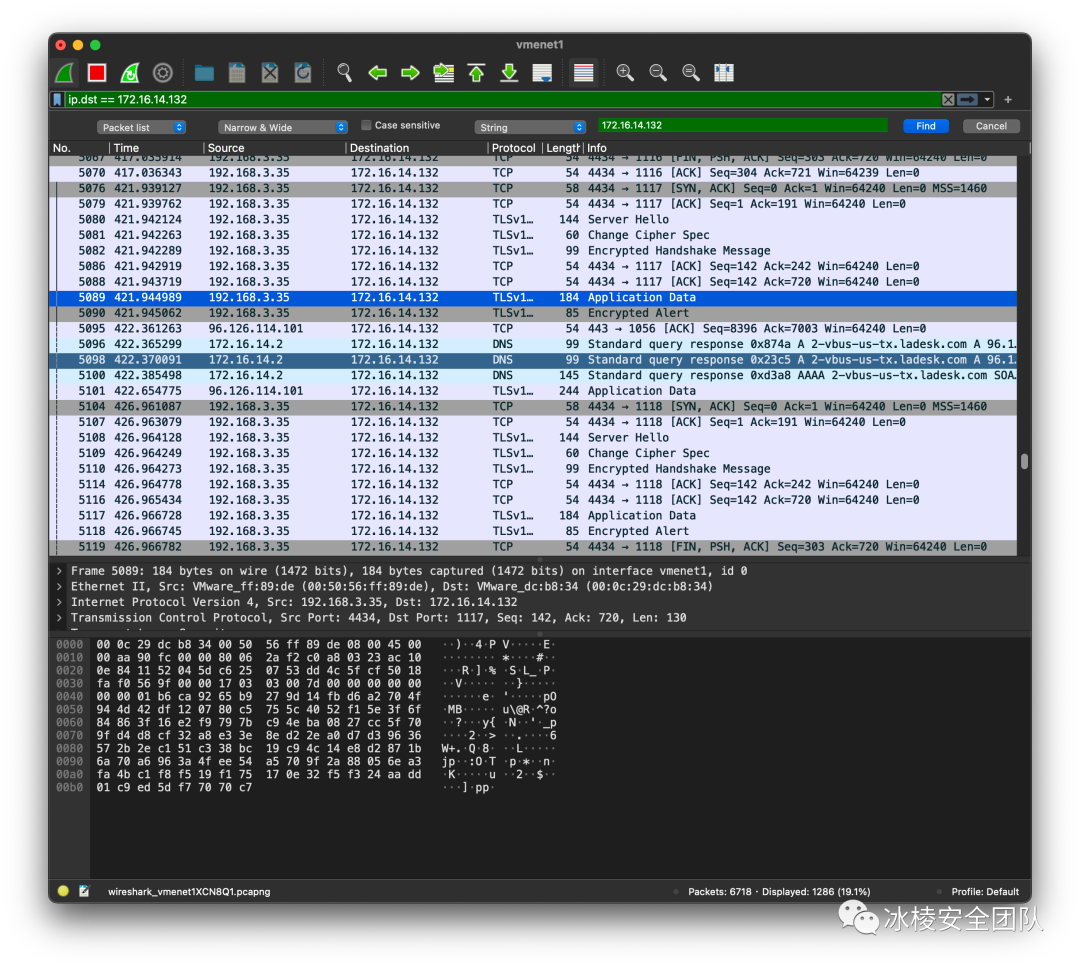 vmenet1
ip.dst == 172.16.14.132
Packet list Narrow & Wide Case sensitive String 172.16.14.132 Find Cancel
No. Time Source Destination Protocol Length Info
5067 417.035914 192.168.3.35 172.16.14.132 TCP 54 4434 → 1116 [FIN, PSH, ACK] Seq=303 Ack=720 Win=64240 Len=0
5070 417.036343 192.168.3.35 172.16.14.132 TCP 54 4434 → 1116 [ACK] Seq=304 Ack=721 Win=64239 Len=0
5076 421.939127 192.168.3.35 172.16.14.132 TCP 58 4434 → 1117 [SYN, ACK] Seq=0 Ack=1 Win=64240 Len=0 MSS=1460
5079 421.939762 192.168.3.35 172.16.14.132 TCP 54 4434 → 1117 [ACK] Seq=1 Ack=191 Win=64240 Len=0
5080 421.942124 192.168.3.35 172.16.14.132 TLSv1… 144 Server Hello
5081 421.942263 192.168.3.35 172.16.14.132 TLSv1… 60 Change Cipher Spec
5082 421.942289 192.168.3.35 172.16.14.132 TLSv1… 99 Encrypted Handshake Message
5086 421.942919 192.168.3.35 172.16.14.132 TCP 54 4434 → 1117 [ACK] Seq=142 Ack=242 Win=64240 Len=0
5088 421.943719 192.168.3.35 172.16.14.132 TCP 54 4434 → 1117 [ACK] Seq=142 Ack=720 Win=64240 Len=0
5089 421.944989 192.168.3.35 172.16.14.132 TLSv1… 184 Application Data
5090 421.945062 192.168.3.35 172.16.14.132 TLSv1… 85 Encrypted Alert
5095 422.361263 96.126.114.101 172.16.14.132 TCP 54 443 → 1056 [ACK] Seq=8396 Ack=7003 Win=64240 Len=0
5096 422.365299 172.16.14.2 172.16.14.132 DNS 99 Standard query response 0x874a A 2-vbus-us-tx.ladesk.com A 96.1…
5098 422.370091 172.16.14.2 172.16.14.132 DNS 99 Standard query response 0x23c5 A 2-vbus-us-tx.ladesk.com A 96.1…
5100 422.385498 172.16.14.2 172.16.14.132 DNS 145 Standard query response 0xd3a8 AAAA 2-vbus-us-tx.ladesk.com SOA…
5101 422.654775 96.126.114.101 172.16.14.132 TLSv1… 244 Application Data
5104 426.961087 192.168.3.35 172.16.14.132 TCP 58 4434 → 1118 [SYN, ACK] Seq=0 Ack=1 Win=64240 Len=0 MSS=1460
5107 426.963079 192.168.3.35 172.16.14.132 TCP 54 4434 → 1118 [ACK] Seq=1 Ack=191 Win=64240 Len=0
5108 426.964128 192.168.3.35 172.16.14.132 TLSv1… 144 Server Hello
5109 426.964249 192.168.3.35 172.16.14.132 TLSv1… 60 Change Cipher Spec
5110 426.964273 192.168.3.35 172.16.14.132 TLSv1… 99 Encrypted Handshake Message
5114 426.964778 192.168.3.35 172.16.14.132 TCP 54 4434 → 1118 [ACK] Seq=142 Ack=242 Win=64240 Len=0
5116 426.965434 192.168.3.35 172.16.14.132 TCP 54 4434 → 1118 [ACK] Seq=142 Ack=720 Win=64240 Len=0
5117 426.966728 192.168.3.35 172.16.14.132 TLSv1… 184 Application Data
5118 426.966745 192.168.3.35 172.16.14.132 TLSv1… 85 Encrypted Alert
5119 426.966782 192.168.3.35 172.16.14.132 TCP 54 4434 → 1118 [FIN, PSH, ACK] Seq=303 Ack=720 Win=64240 Len=0
Frame 5089: 184 bytes on wire (1472 bits), 184 bytes captured (1472 bits) on interface vmenet1, id 0
Ethernet II, Src: VMware_ff:89:de (00:50:56:ff:89:de), Dst: VMware_dc:b8:34 (00:0c:29:dc:b8:34)
Internet Protocol Version 4, Src: 192.168.3.35, Dst: 172.16.14.132
Transmission Control Protocol, Src Port: 4434, Dst Port: 1117, Seq: 142, Ack: 720, Len: 130
0000 00 0c 29 dc b8 34 00 50 56 ff 89 de 08 00 45 00 ··)··4·P V·····E·
0010 00 aa 90 fc 00 00 80 06 2a f2 c0 a8 03 23 ac 10 ········ *····#··
0020 0e 84 11 52 04 5d c6 25 07 53 dd 4c 5f cf 50 18 ···R·]·% ·S·L_·P·
0030 fa f0 56 9f 00 00 17 03 03 00 7d 00 00 00 00 00 ··V····· ··}·····
0040 00 00 01 b6 ca 92 65 b9 27 9d 14 fb d6 a2 70 4f ······e· '·····pO
0050 94 4d 42 df 12 07 80 c5 75 5c 40 52 f1 5e 3f 6f ·MB····· u\@R·^?o
0060 84 86 3f 16 e2 f9 79 7b c9 4e ba 08 27 cc 5f 70 ··?···y{ ·N··'·_p
0070 9f d4 d8 cf 32 a8 e3 3e 8e d2 2e a0 d7 d3 96 36 ····2··> ··.····6
0080 57 2b 2e c1 51 c3 38 bc 19 c9 4c 14 e8 d2 87 1b W+.·Q·8· ··L·····
0090 6a 70 a6 96 3a 4f ee 54 a5 70 9f 2a 88 05 6e a3 jp··:O·T ·p·*··n·
00a0 fa 4b c1 f8 f5 19 f1 75 17 0e 32 f5 f3 24 aa dd ·K·····u ··2··$··
00b0 01 c9 ed 5d f7 70 70 c7 ···]·pp·
wireshark_vmenet1XCN8Q1.pcapng Packets: 6718 · Displayed: 1286 (19.1%) Profile: Default
冰棱安全团队